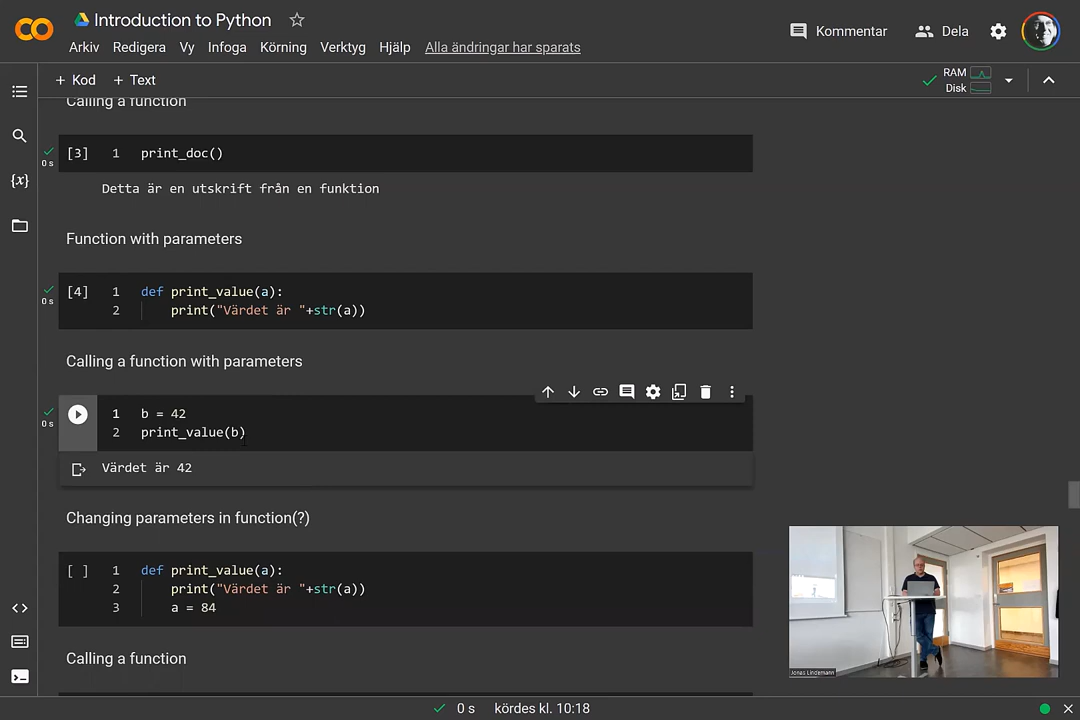 Introduction to Python
Kommentar
Dela
Arkiv Redigera Vy Infoga Körning Verktyg Hjälp Alla ändringar har sparats
+ Kod + Text
RAM
Disk
Calling a function
[3] 1 print_doc()
0 s
Detta är en utskrift från en funktion
{x}
Function with parameters
[4] 1 def print_value(a):
0 s
2 print("Värdet är "+str(a))
Calling a function with parameters
1 b = 42
0 s
2 print_value(b)
Värdet är 42
Changing parameters in function(?)
[ ] 1 def print_value(a):
2 print("Värdet är "+str(a))
3 a = 84
Calling a function
Jonas Lindemann
0 s kördes kl. 10:18